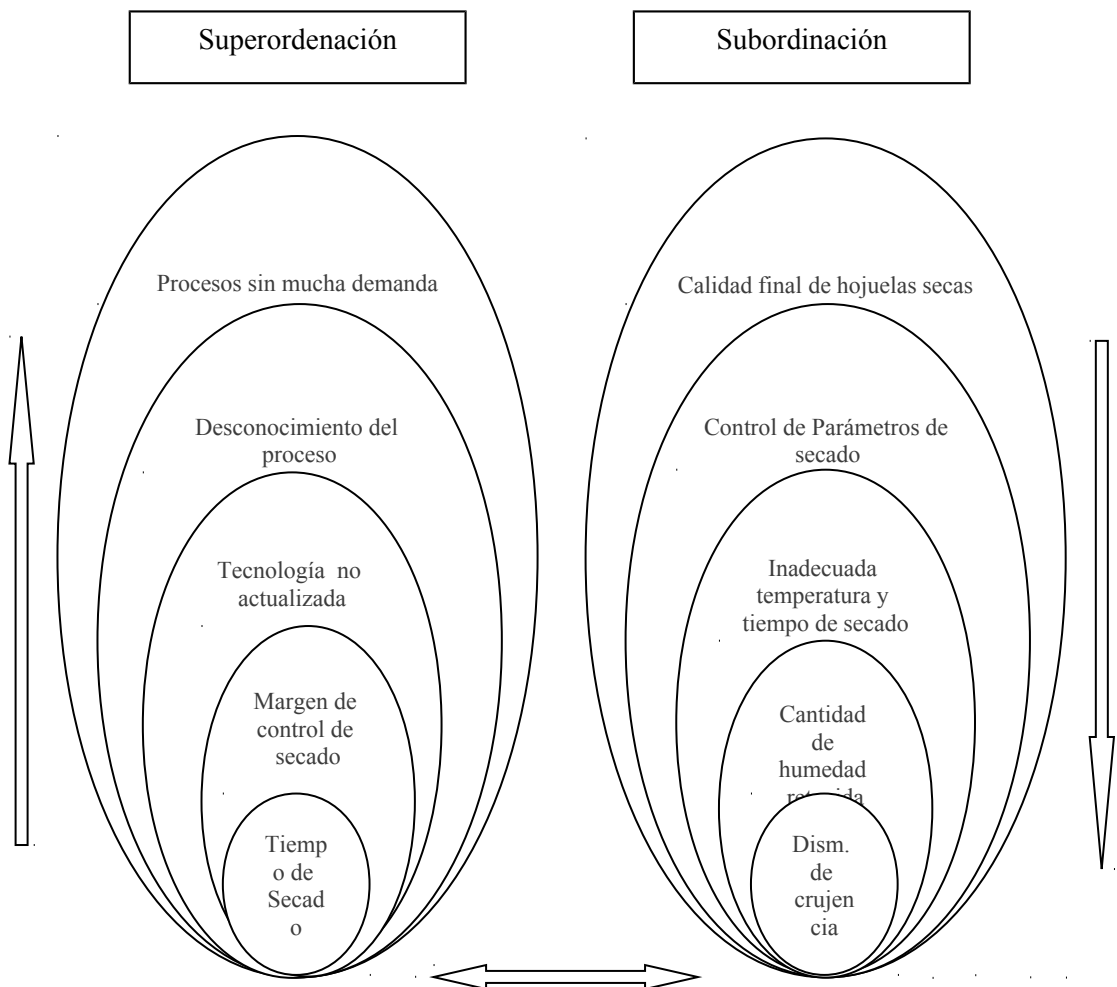 Superordenación
Procesos sin mucha demanda
Desconocimiento del
proceso
Tecnología no
actualizada
Margen de
control de
secado
Tiemp
o de
Secad
o
Subordinación
Calidad final de hojuelas secas
Control de Parámetros de
secado
Inadecuada
temperatura y
tiempo de secado
Cantidad
de
humedad
Dism.
de
crujen
cia